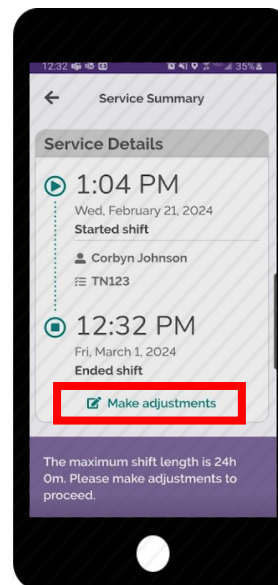 12:32
35%
Service Summary
Service Details
1:04 PM
Wed, February 21, 2024
Started shift
Corbyn Johnson
TN123
12:32 PM
Fri, March 1, 2024
Ended shift
Make adjustments
The maximum shift length is 24h
0m. Please make adjustments to
proceed.